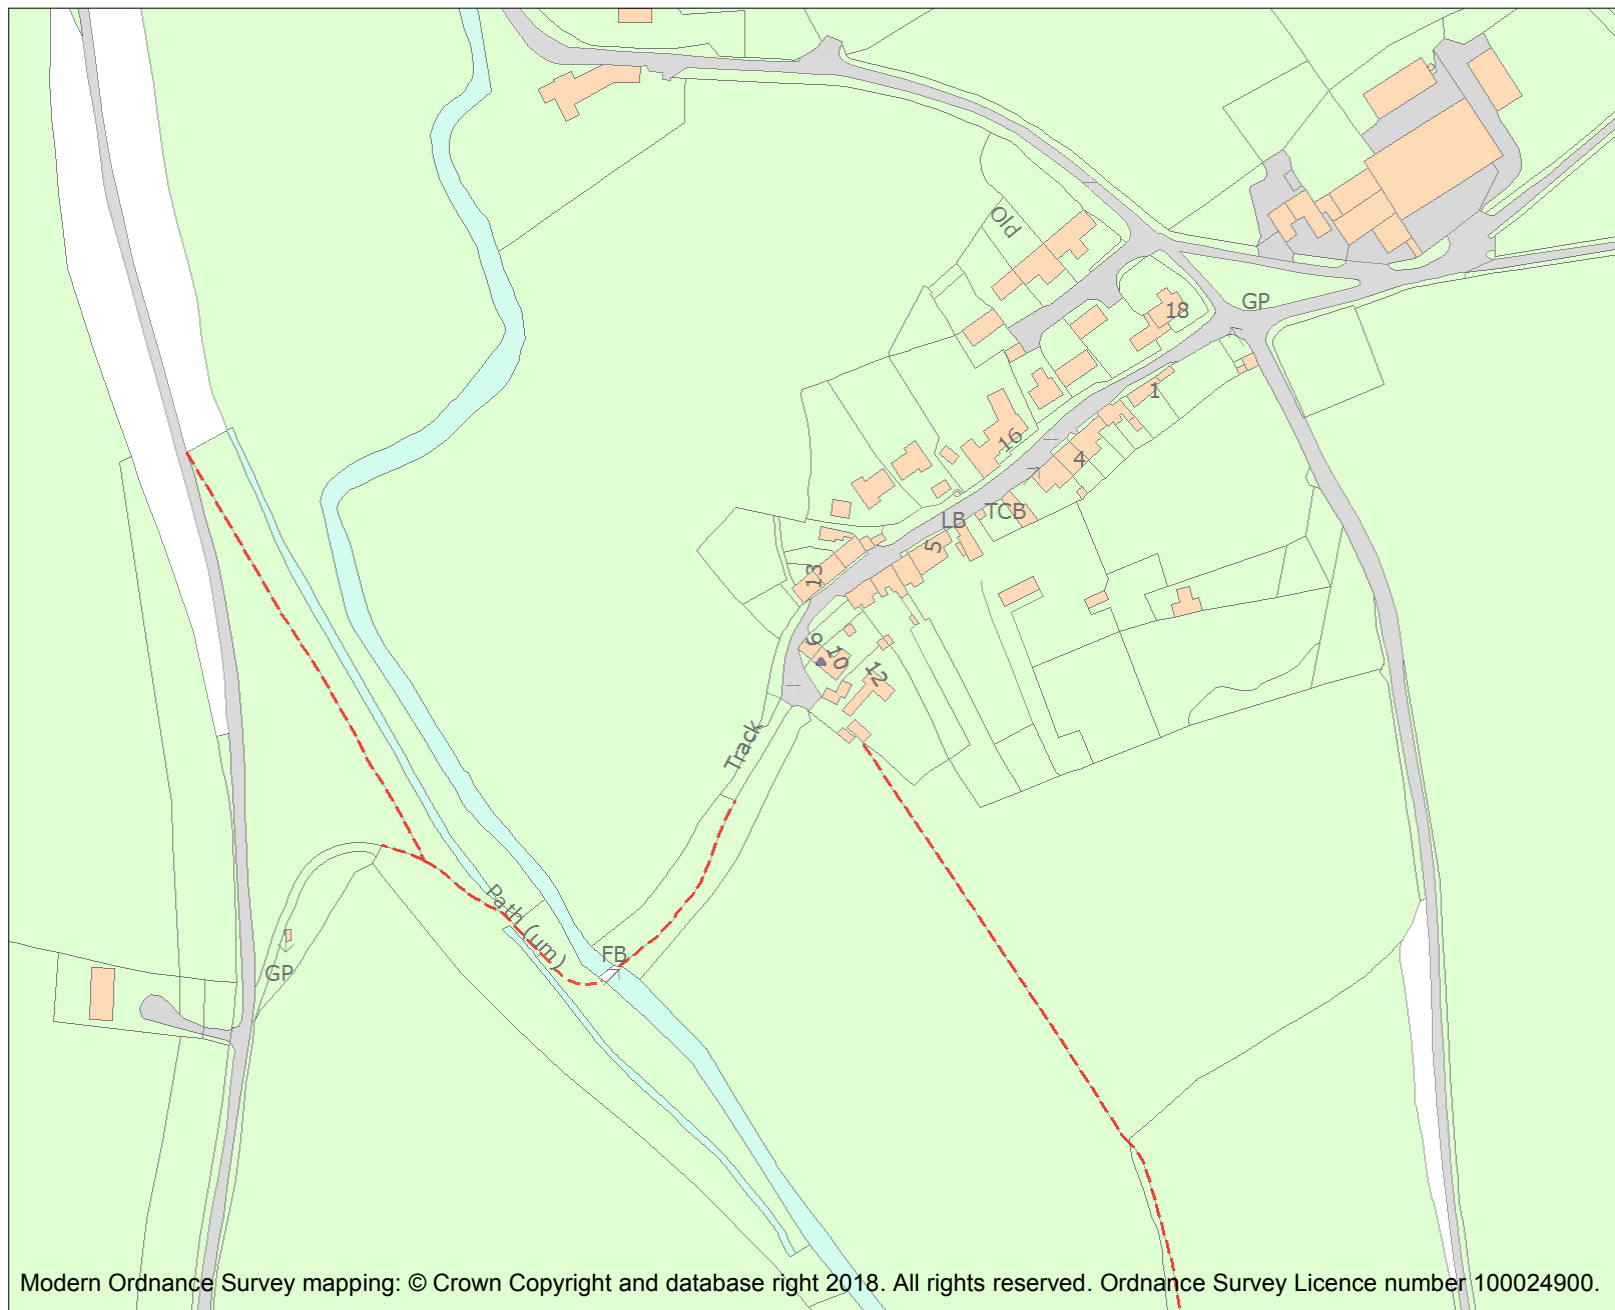 Old
GP
18
1
16
4
TCB
LB
5
13
9
10
12
Track
Path (um)
FB
GP
Modern Ordnance Survey mapping: © Crown Copyright and database right 2018. All rights reserved. Ordnance Survey Licence number 100024900.